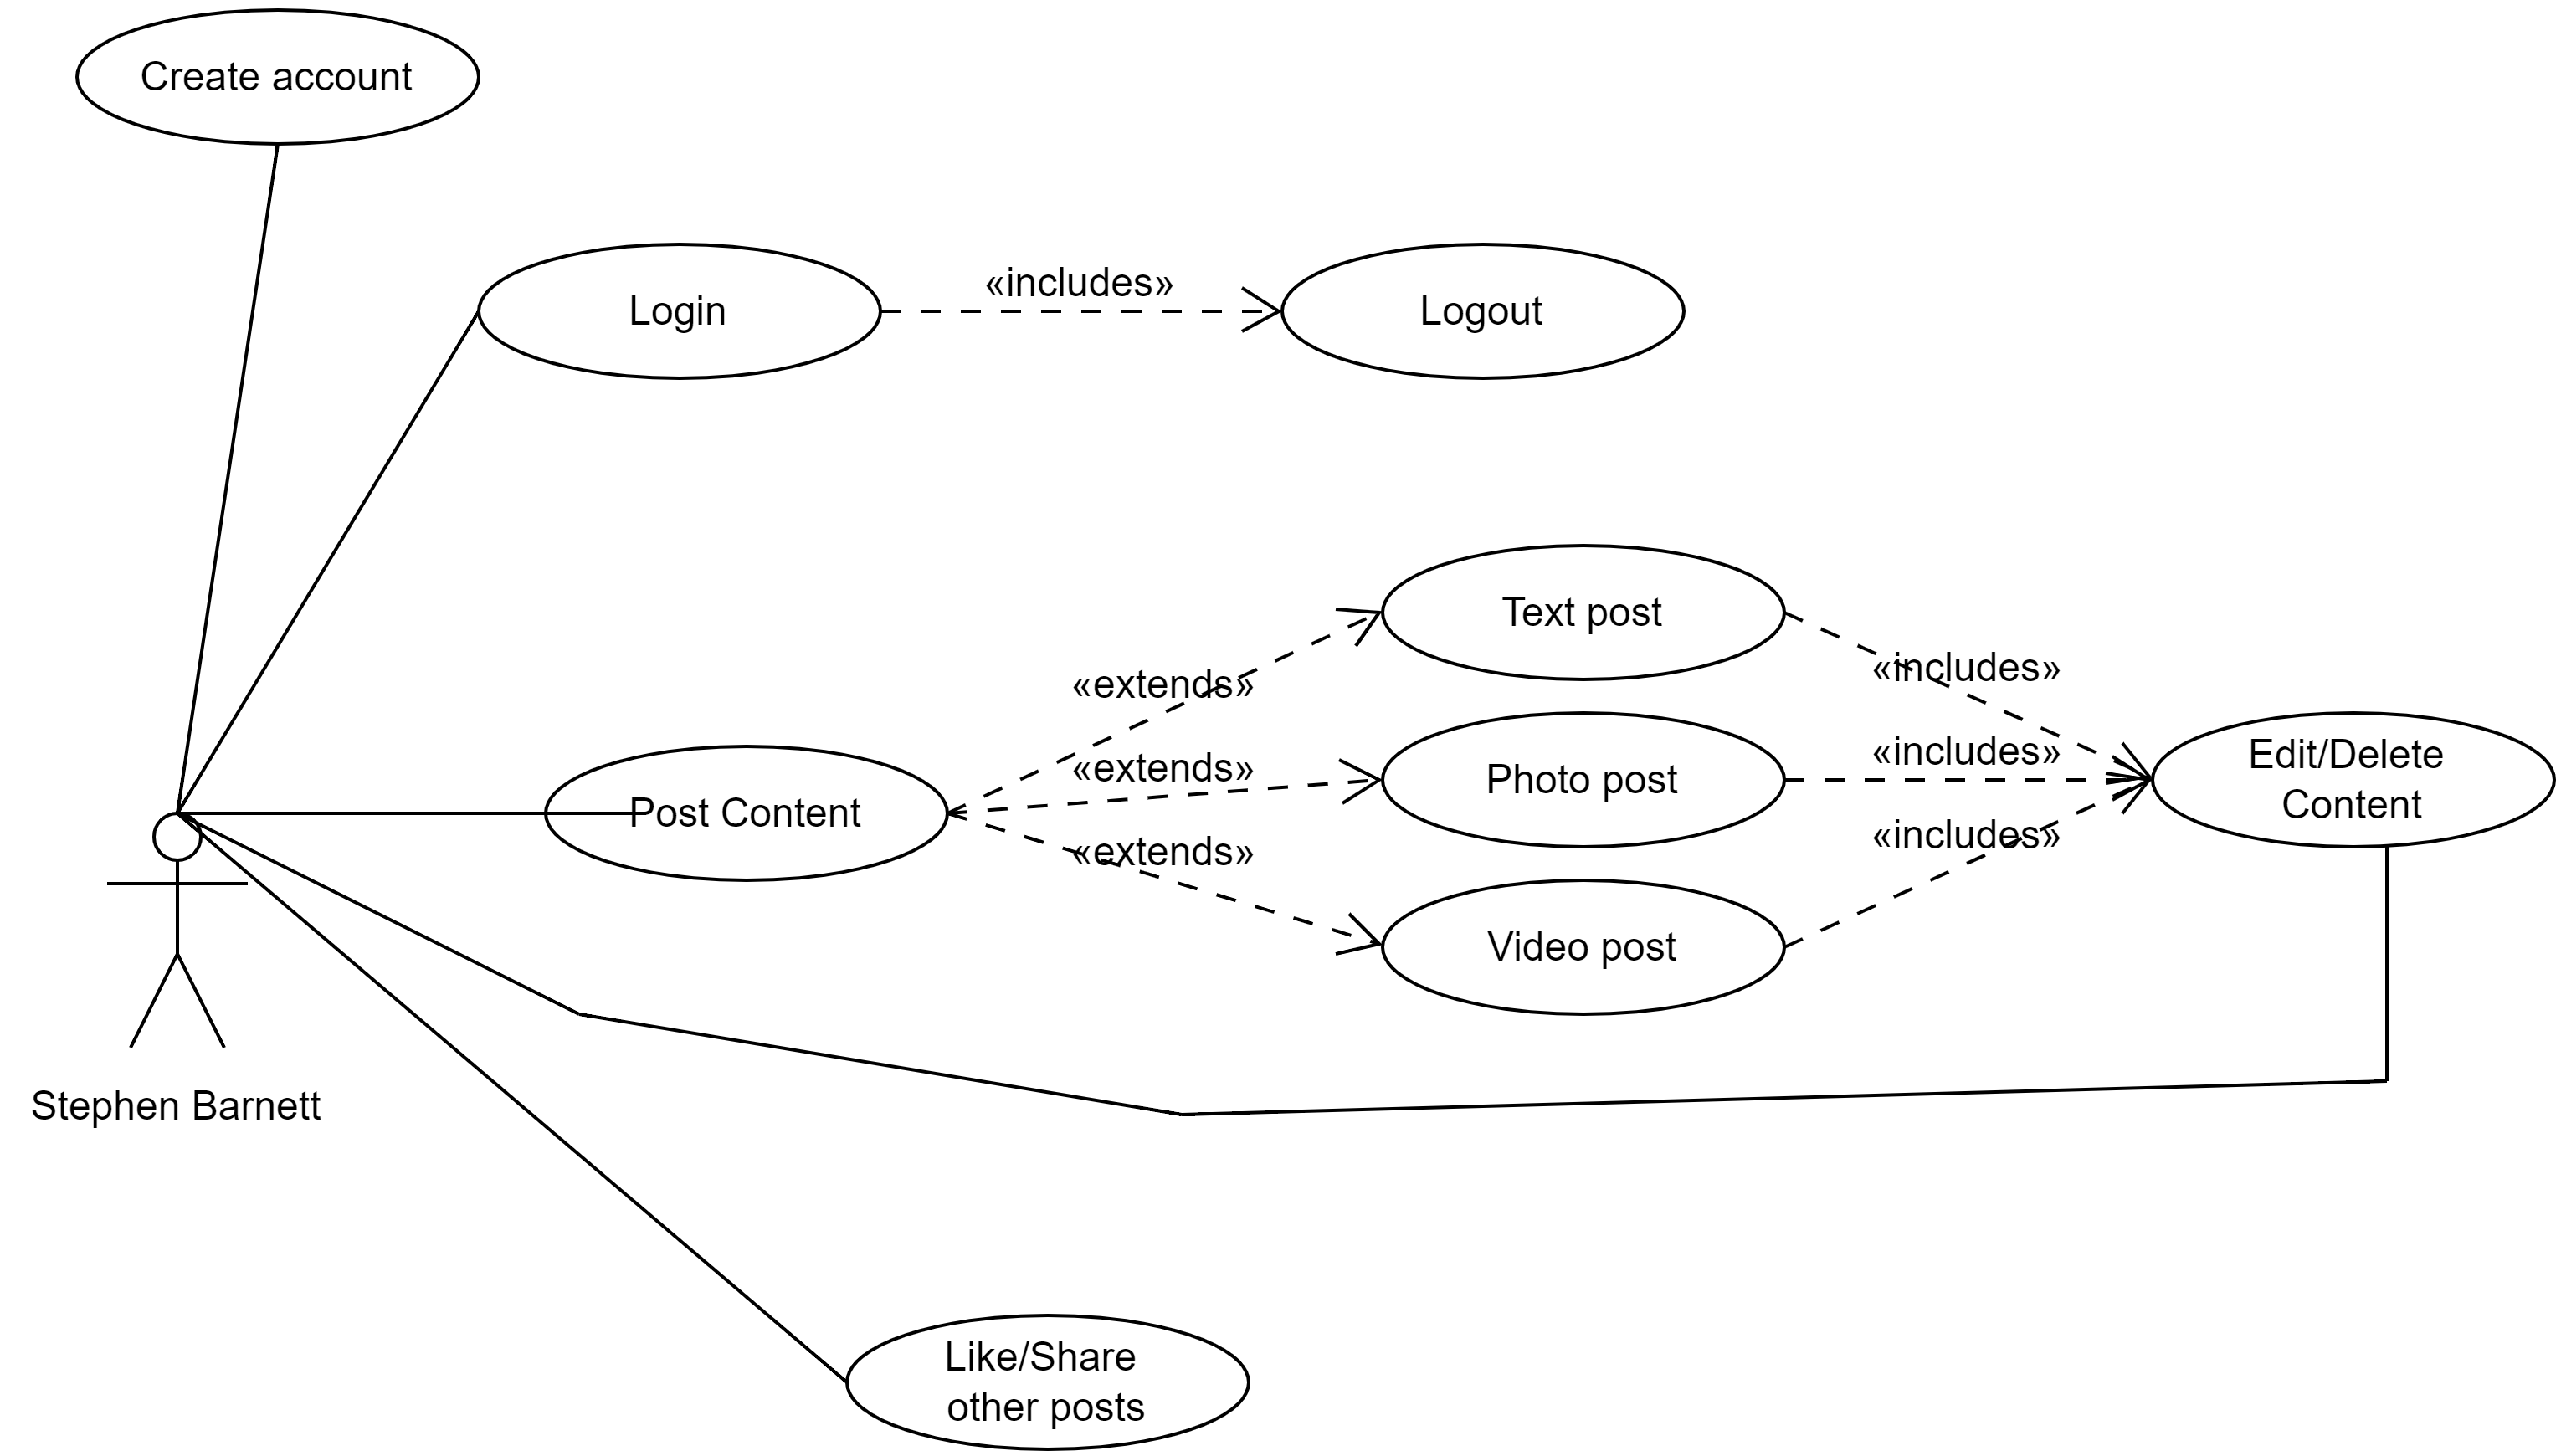 Create account
Login
«includes»
Logout
Text post
«extends»
«includes»
Post Content
«extends»
Photo post
«includes»
Edit/Delete
Content
«extends»
«includes»
Video post
Stephen Barnett
Like/Share
other posts